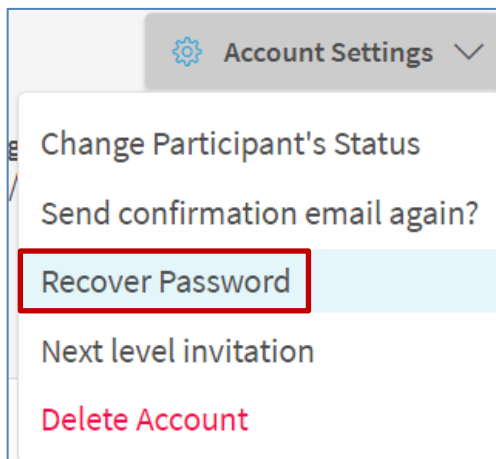 Account Settings
g
Change Participant's Status
/
Send confirmation email again?
Recover Password
Next level invitation
Delete Account